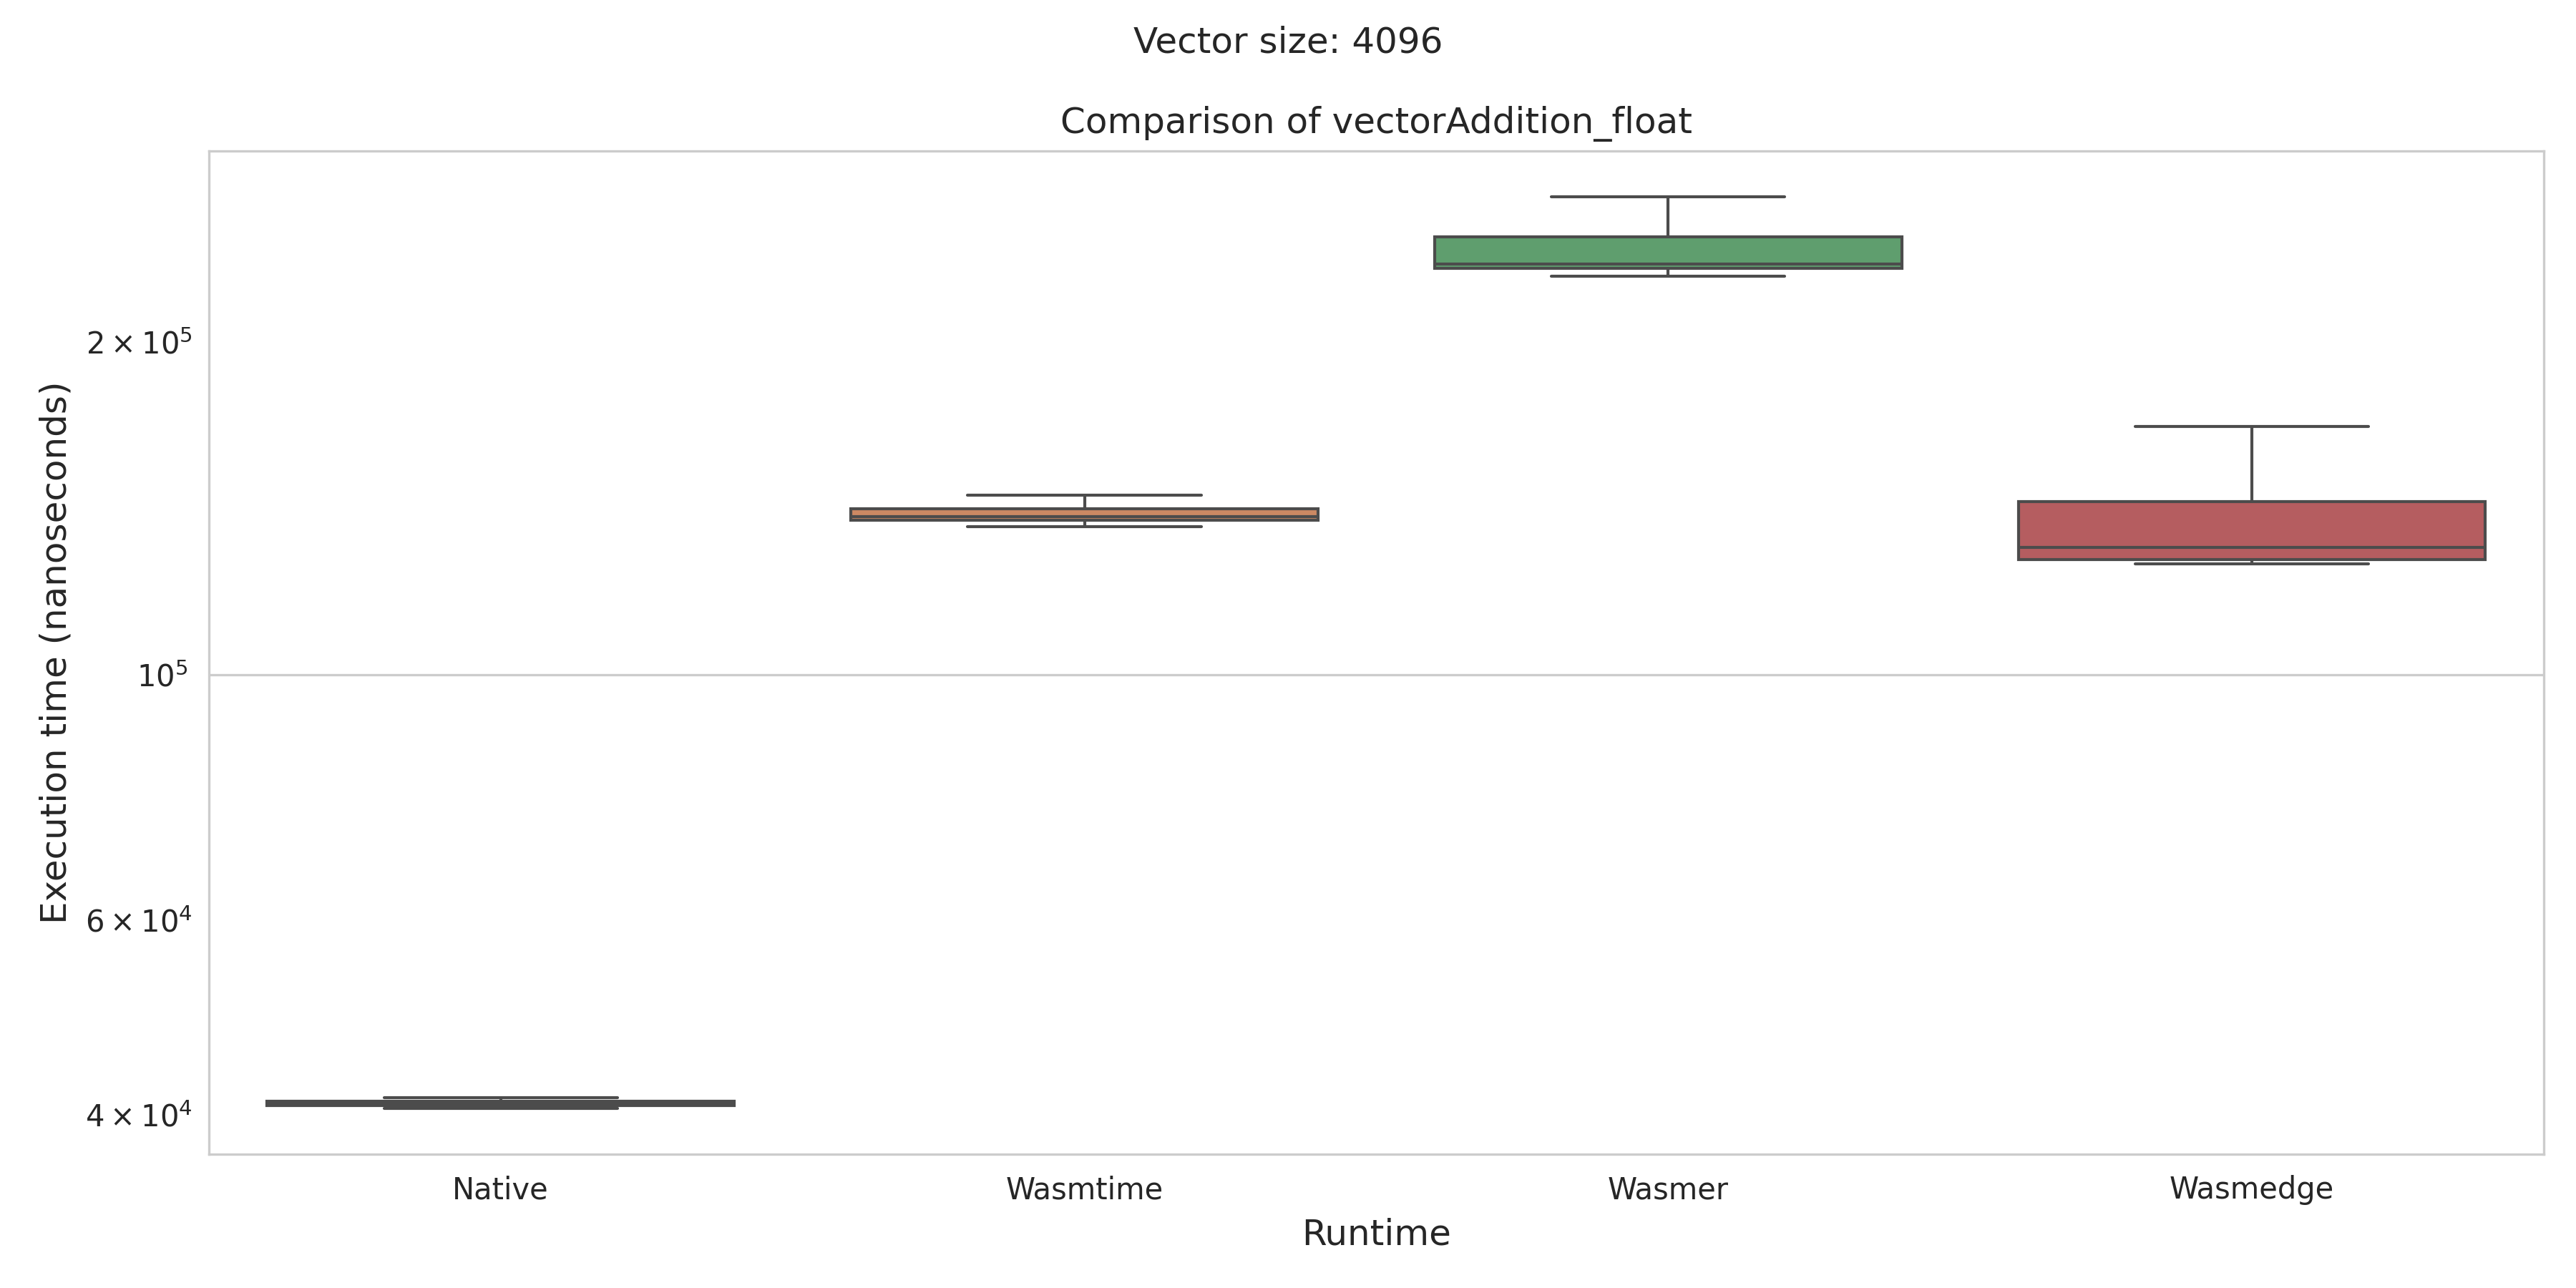 Vector size: 4096
Comparison of vectorAddition_float
Execution time (nanoseconds)
2 × 10⁵
10⁵
6 × 10⁴
4 × 10⁴
Native Wasmtime Wasmer Wasmedge
Runtime